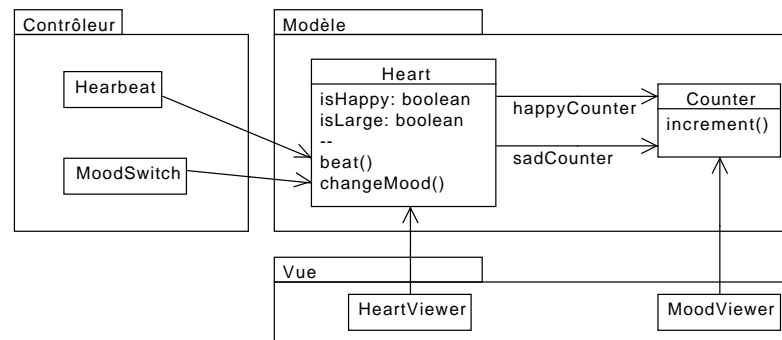 Contrôleur
Hearbeat
MoodSwitch
Modèle
Heart
isHappy: boolean
isLarge: boolean
--
beat()
changeMood()
happyCounter
sadCounter
Counter
increment()
Vue
HeartViewer
MoodViewer